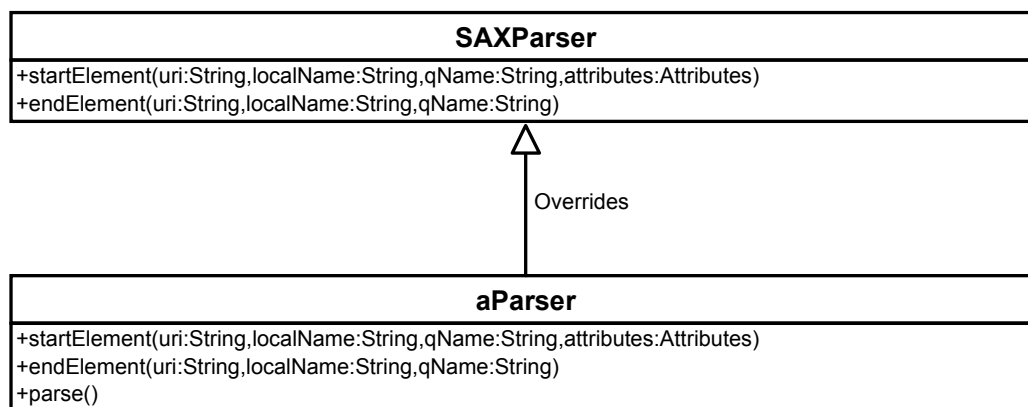 SAXParser
+startElement(uri:String,localName:String,qName:String,attributes:Attributes)
+endElement(uri:String,localName:String,qName:String)
Overrides
aParser
+startElement(uri:String,localName:String,qName:String,attributes:Attributes)
+endElement(uri:String,localName:String,qName:String)
+parse()